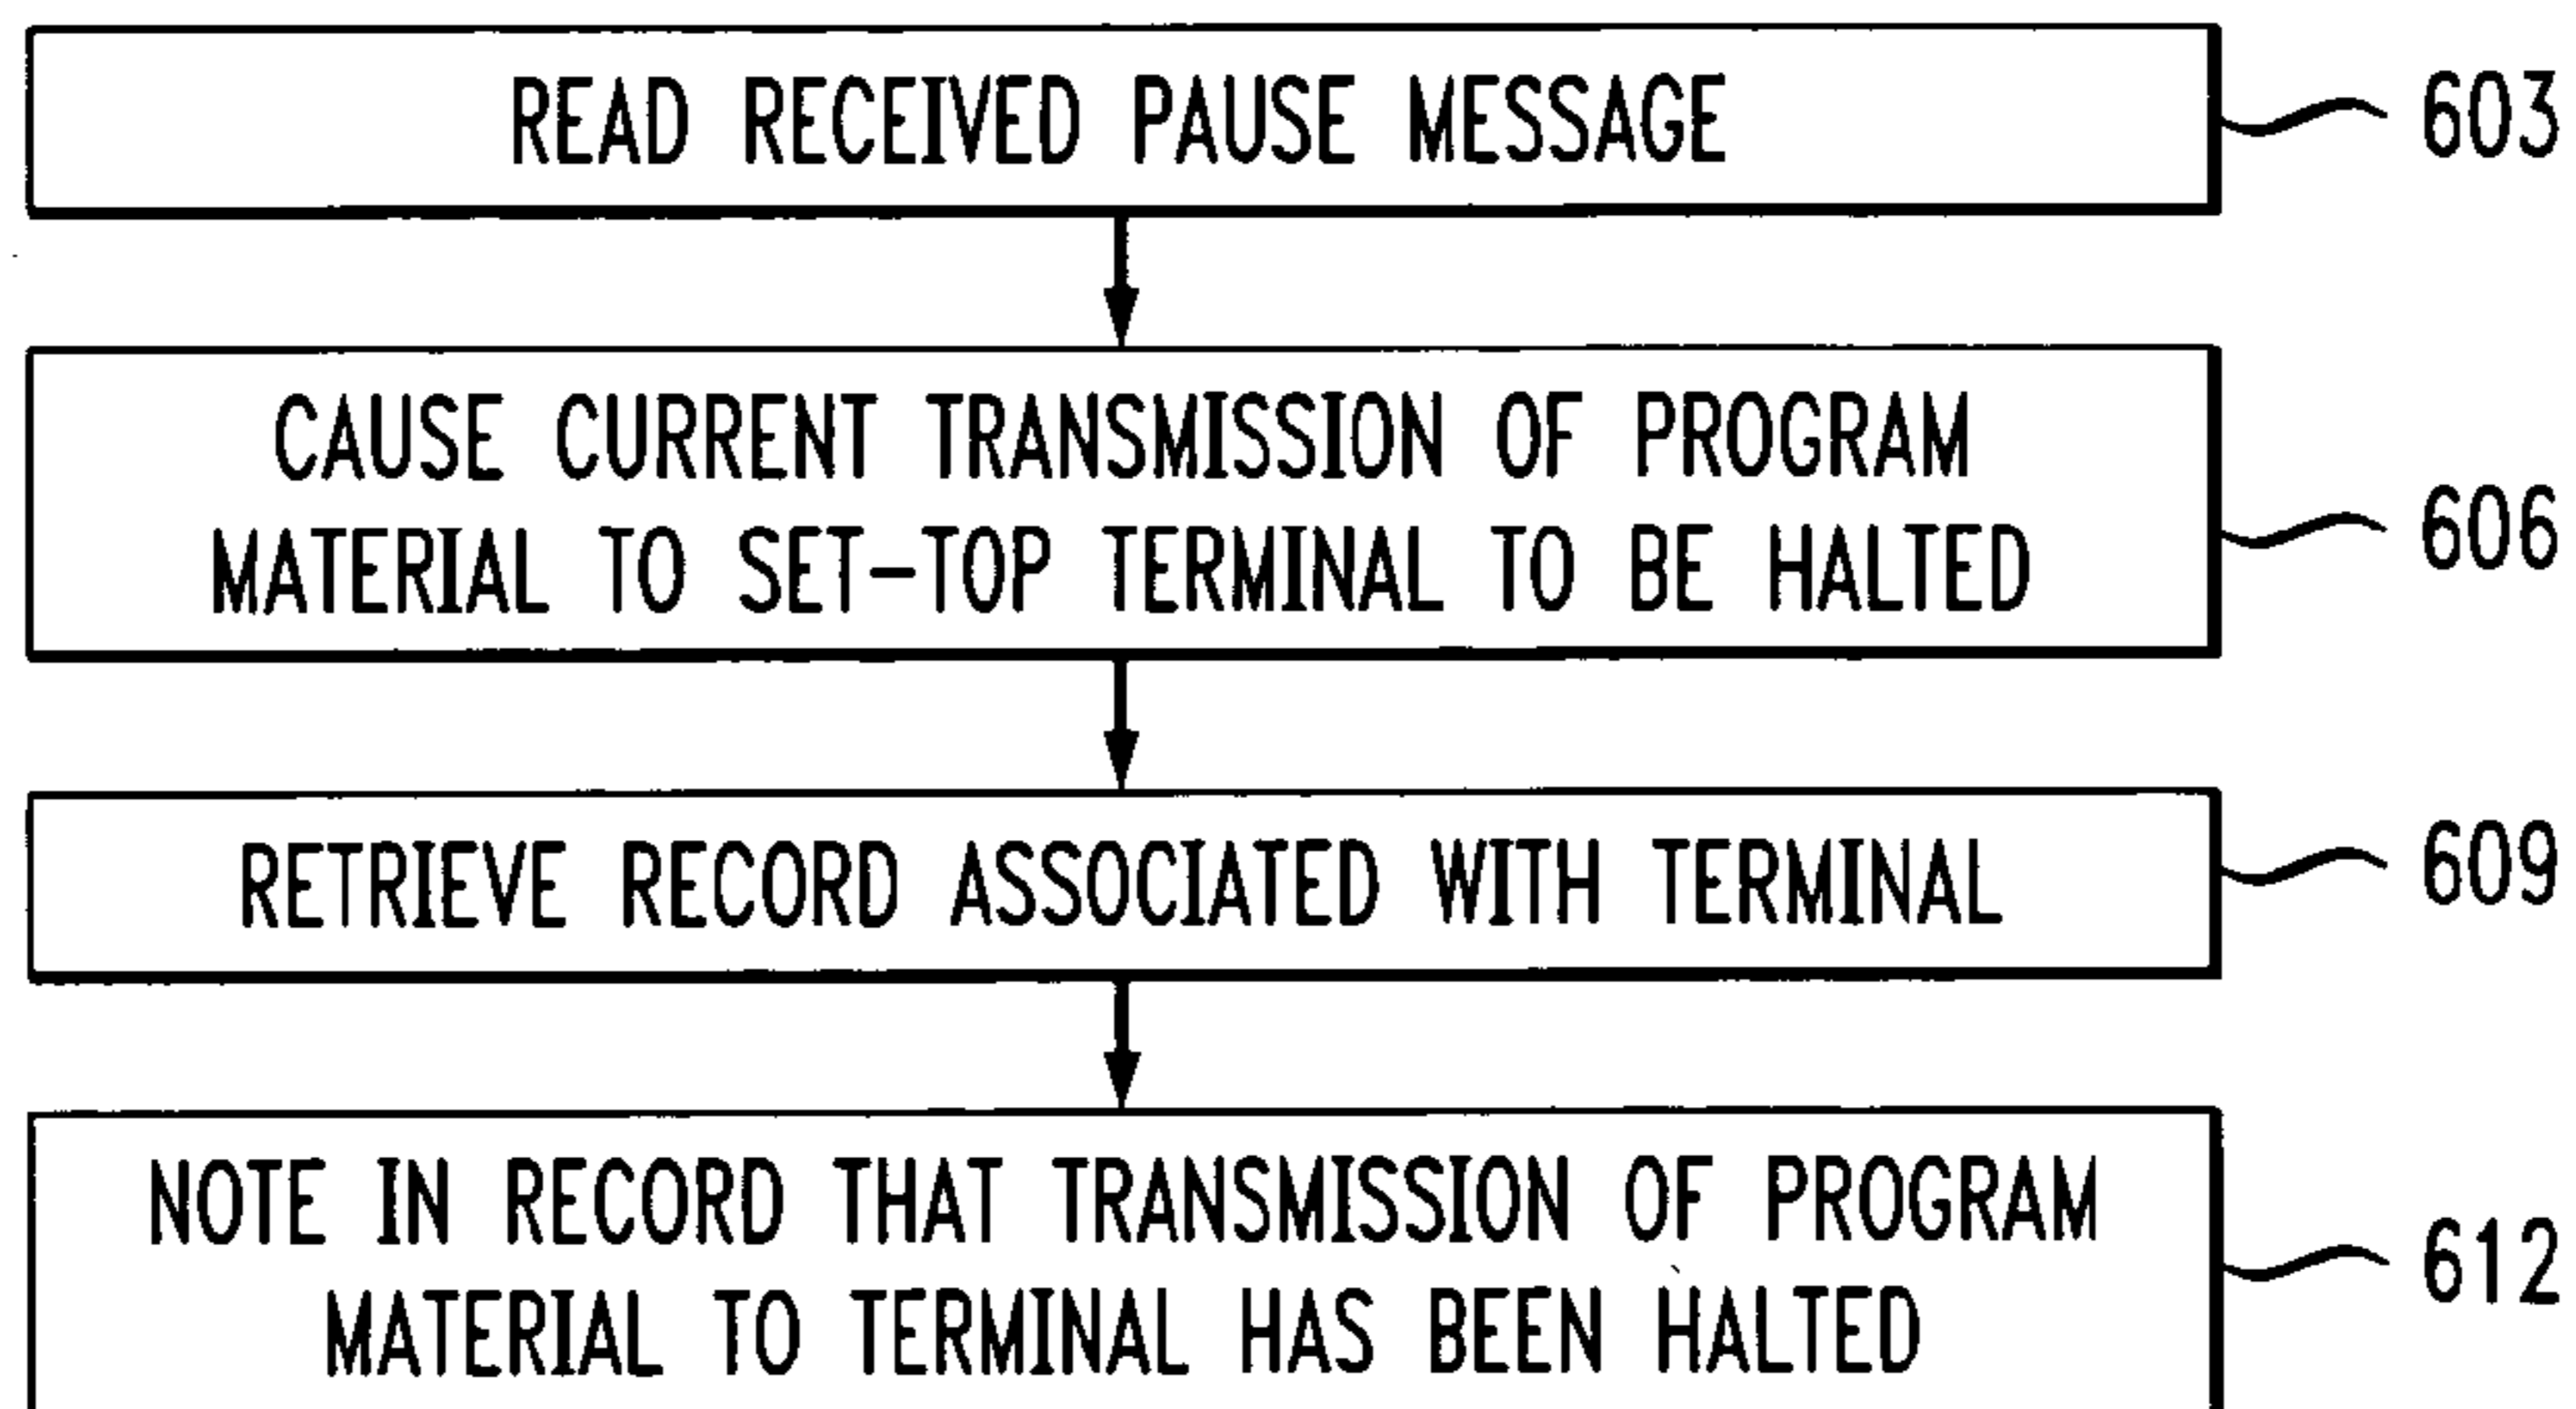 READ RECEIVED PAUSE MESSAGE
603
CAUSE CURRENT TRANSMISSION OF PROGRAM
MATERIAL TO SET-TOP TERMINAL TO BE HALTED
606
RETRIEVE RECORD ASSOCIATED WITH TERMINAL
609
NOTE IN RECORD THAT TRANSMISSION OF PROGRAM
MATERIAL TO TERMINAL HAS BEEN HALTED
612